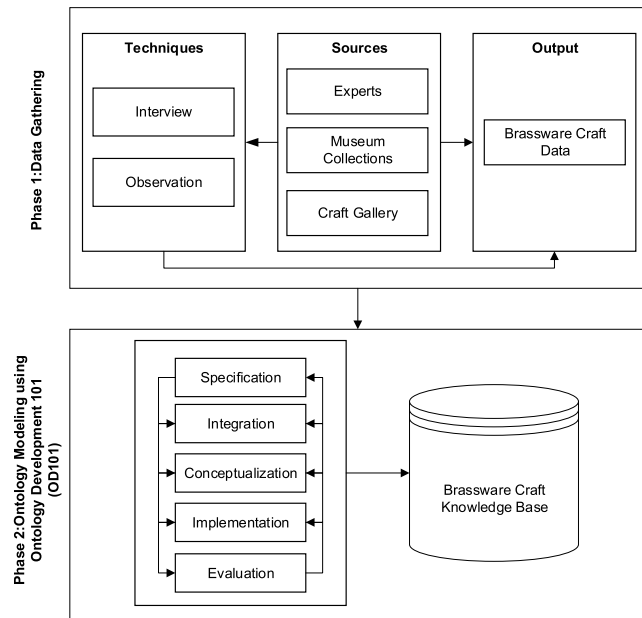 Phase 1:Data Gathering
Techniques
Interview
Observation
Sources
Experts
Museum
Collections
Craft Gallery
Output
Brassware Craft
Data
Phase 2:Ontology Modeling using
Ontology Development 101
(OD101)
Specification
Integration
Conceptualization
Implementation
Evaluation
Brassware Craft
Knowledge Base